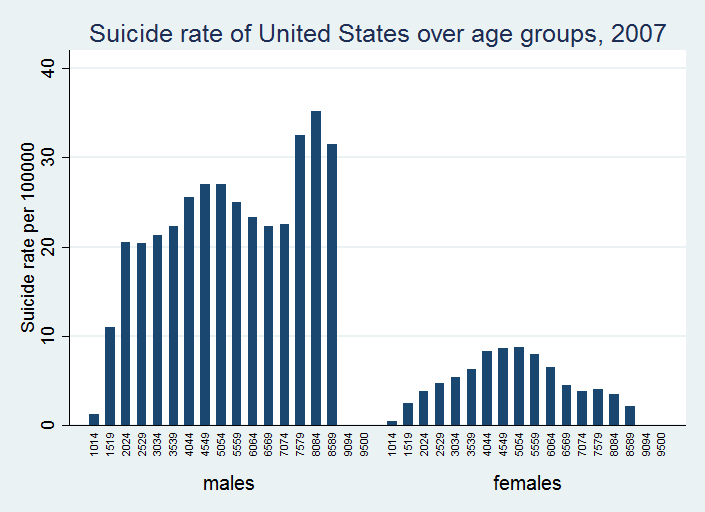 Suicide rate of United States over age groups, 2007
Suicide rate per 100000
40
30
20
10
0
1014 1519 2024 2529 3034 3539 4044 4549 5054 5559 6064 6569 7074 7579 8084 8589 9094 9500 1014 1519 2024 2529 3034 3539 4044 4549 5054 5559 6064 6569 7074 7579 8084 8589 9094 9500
males females